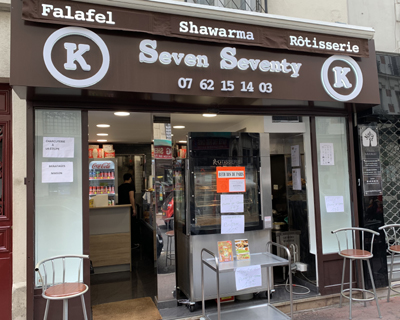 Falafel
Shawarma
Rôtisserie
K
Seven Seventy
K
07 62 15 14 03